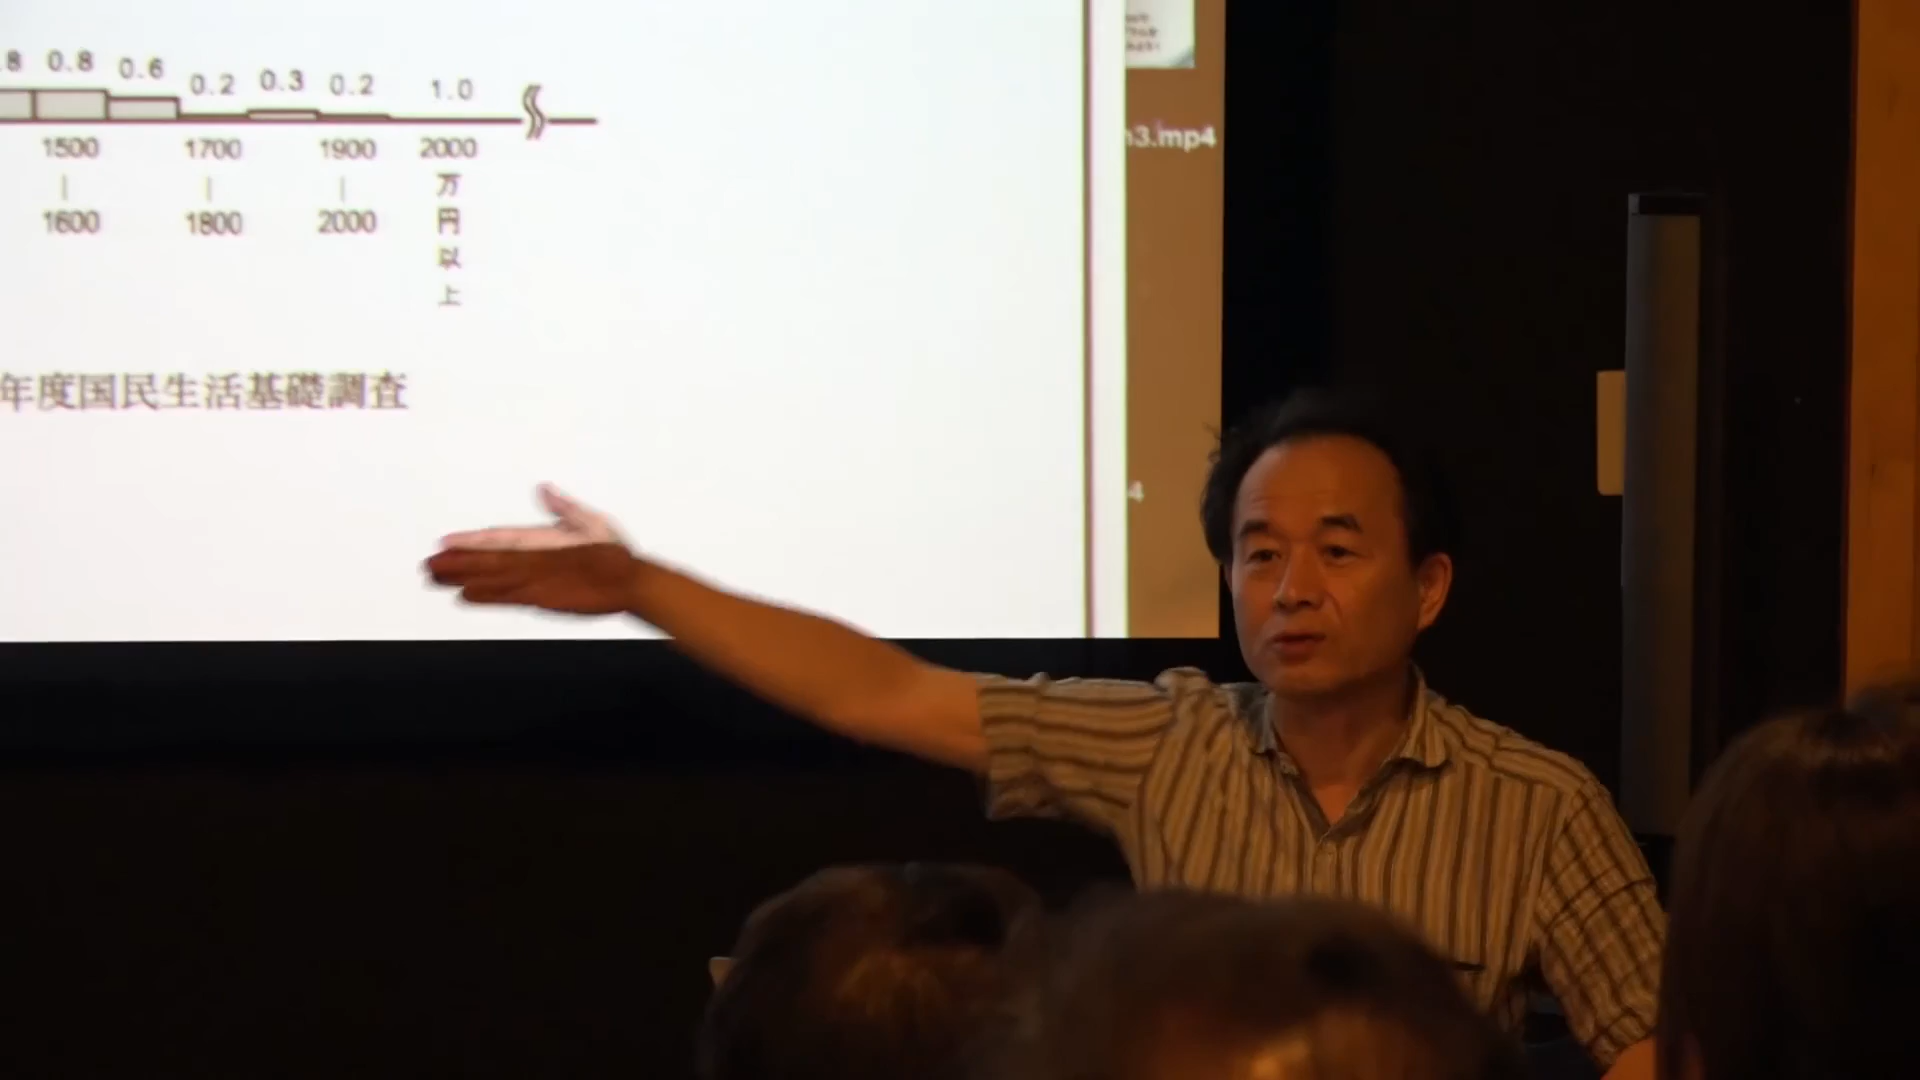 .8 0.8 0.6 0.2 0.3 0.2 1.0
1500 1700 1900 2000
| | | 万
1600 1800 2000 円
以
上
年度国民生活基礎調査
3.mp4
4